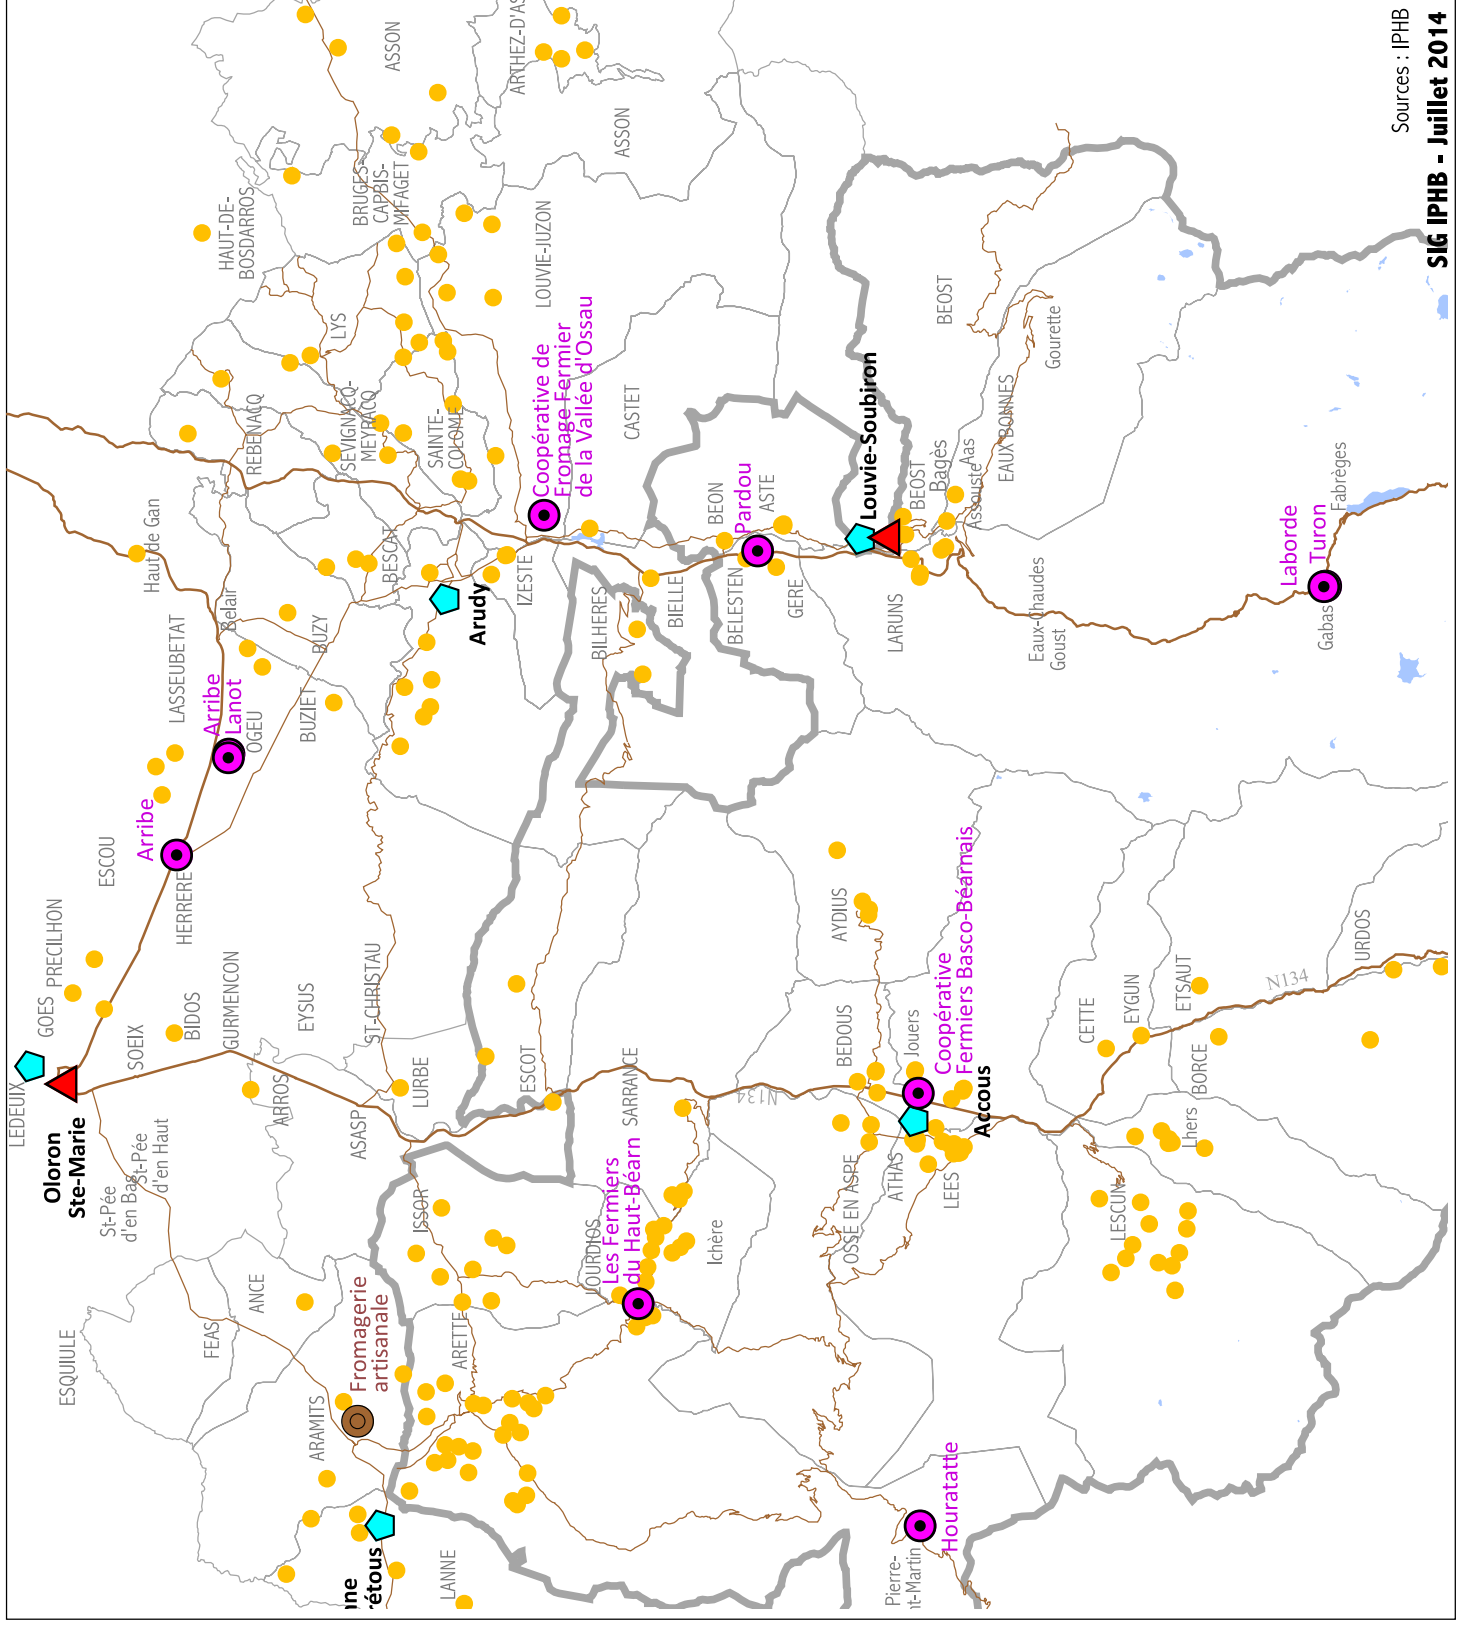 LEDEUIX
GOES
PRECILHON
ESCOU
Oloron
Ste-Marie
SOEIX
BIDOS
GURMENCON
HERRERE
Arribe
Arribe
Lanot
OGEU
LASSEUBETAT
Haut de Gan
Belair
BUZY
BUZIET
EYSUS
ST-CHRISTAU
LURBE
ARROS
ASASP
St-Pée
d'en Bas
St-Pée
d'en Haut
ESQUIULE
FEAS
ANCE
ARAMITS
Fromagerie
artisanale
ISSOR
ARETTE
LANNE
nne
rétous
REBENACQ
SEVIGNACQ-
MEYRACQ
SAINTE-
COLOME
LYS
HAUT-DE-
BOSDARROS
BRUGES-
CAPBIS-
MIFAGET
ASSON
ARTHEZ-D'AS
ASSON
LOUVIE-JUZON
Coopérative de
Fromage Fermier
de la Vallée d'Ossau
CASTET
BESCAT
Arudy
IZESTE
BILHERES
BIELLE
BEON
Pardou
ASTE
BELESTEN
GERE
Louvie-Soubiron
BEOST
Bagès
Aas
Assouste
EAUX BONNES
BEOST
Gourette
LARUNS
Eaux-Chaudes
Goust
Laborde
Turon
Gabas
Fabrèges
ESCOT
SARRANCE
N134
LOURDIOS
Les Fermiers
du Haut-Béarn
Ichère
AYDIUS
BEDOUS
Jouers
Coopérative
Fermiers Basco-Béarnais
Accous
OSSE EN ASPE
ATHAS
LEES
CETTE
EYGUN
ETSAUT
BORCE
N134
URDOS
Lhers
LESCUN
Houratatte
Pierre-
nt-Martin
Sources : IPHB
SIG IPHB - Juillet 2014